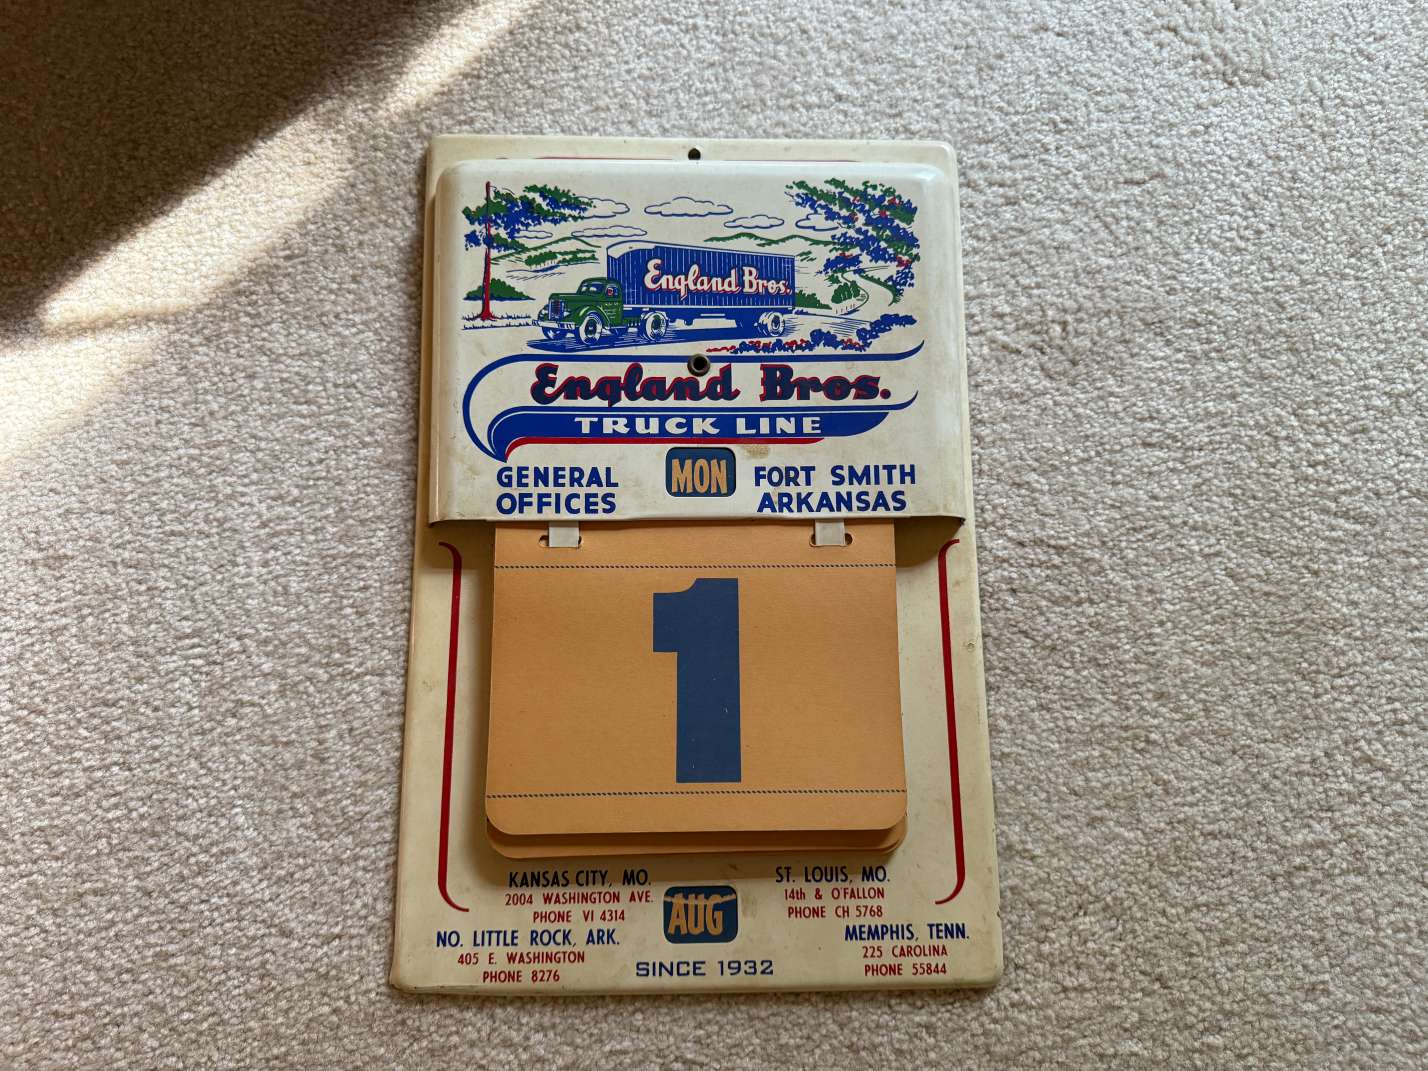 England Bros.
England Bros.
TRUCK LINE
GENERAL OFFICES
MON
FORT SMITH ARKANSAS
1
KANSAS CITY, MO.
2004 WASHINGTON AVE.
PHONE VI 4314
ST. LOUIS, MO.
14th & O'FALLON
PHONE CH 5768
AUG
NO. LITTLE ROCK, ARK.
405 E. WASHINGTON
PHONE 8276
MEMPHIS, TENN.
225 CAROLINA
PHONE 55844
SINCE 1932